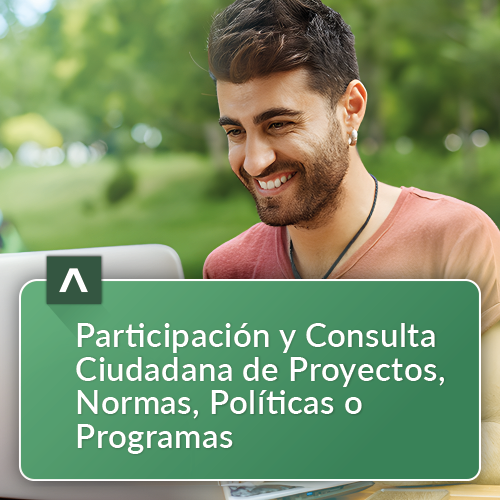 Participación y Consulta
Ciudadana de Proyectos,
Normas, Políticas o
Programas